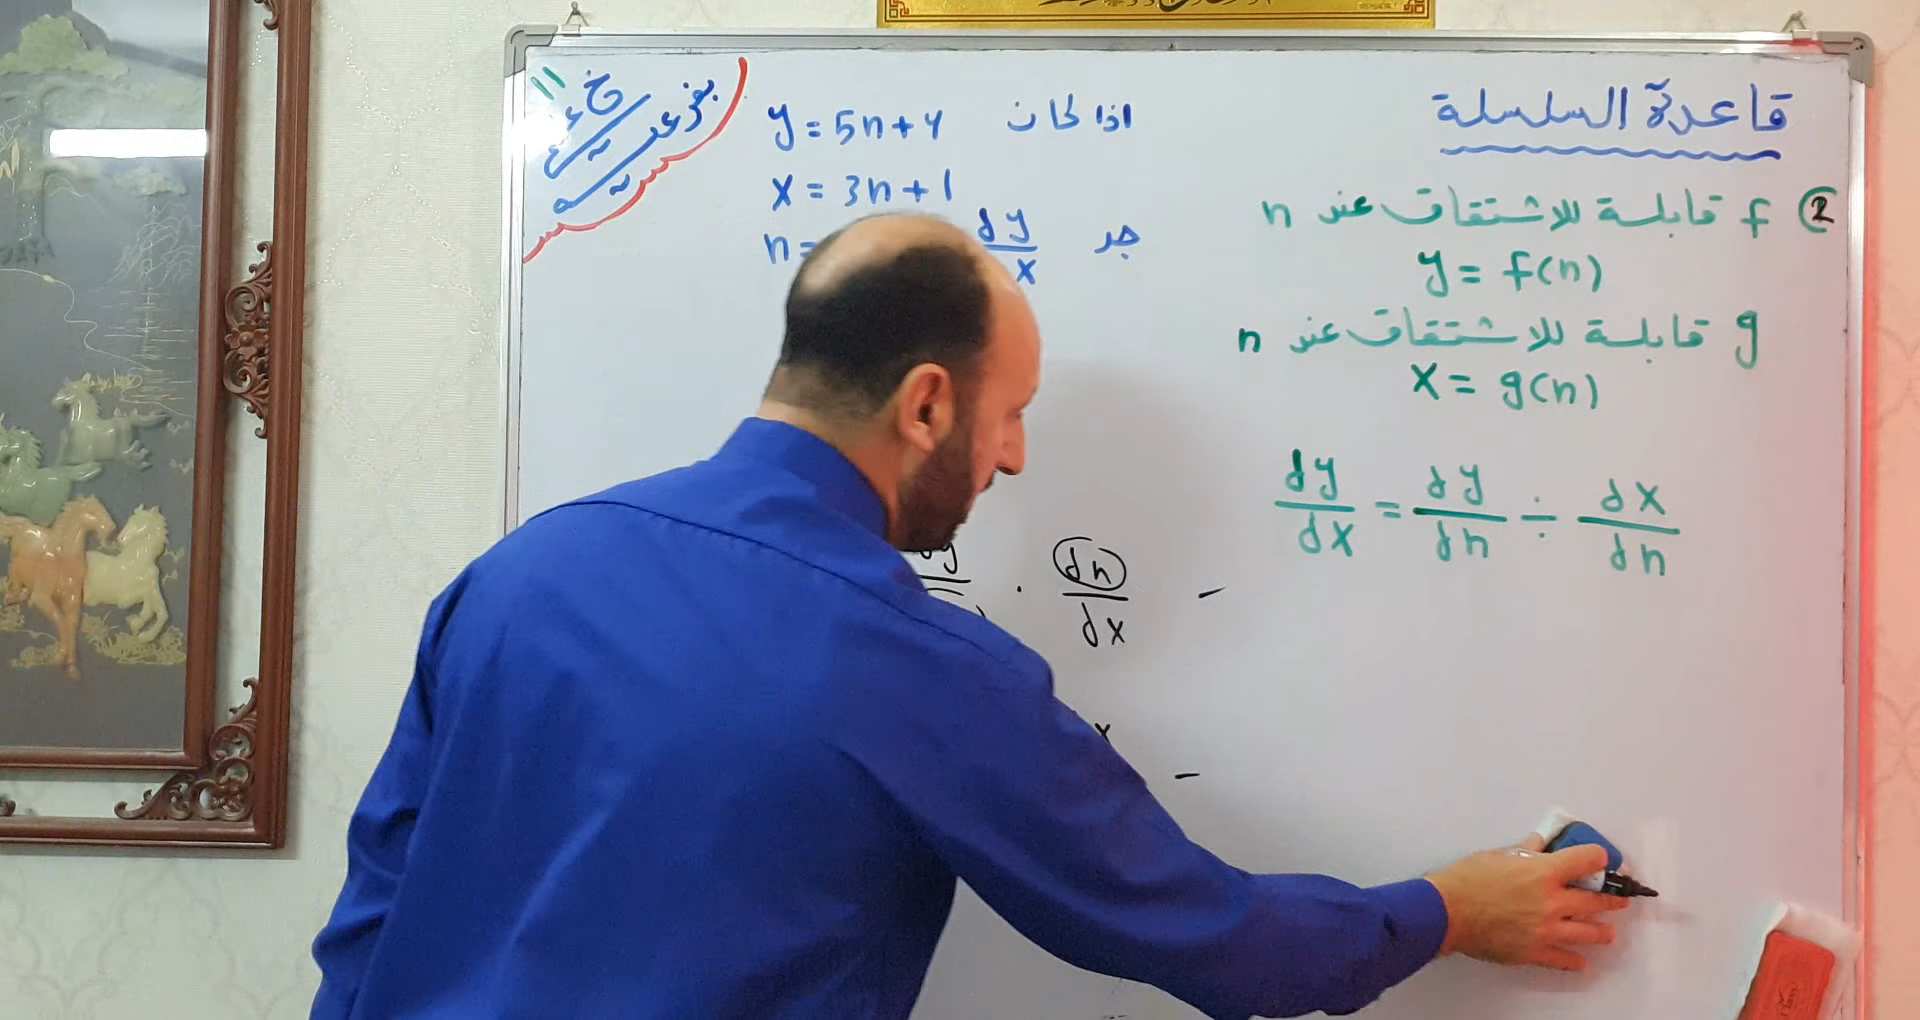 قاعدة السلسلة
② f قابلة للاشتقاق عند n
y = f(n)
g قابلة للاشتقاق عند n
x = g(n)
dy/dx = dy/dn ÷ dx/dn
اذا كان y = 5n+4
x = 3n+1
جد dy/x n=
dn/dx
x
11